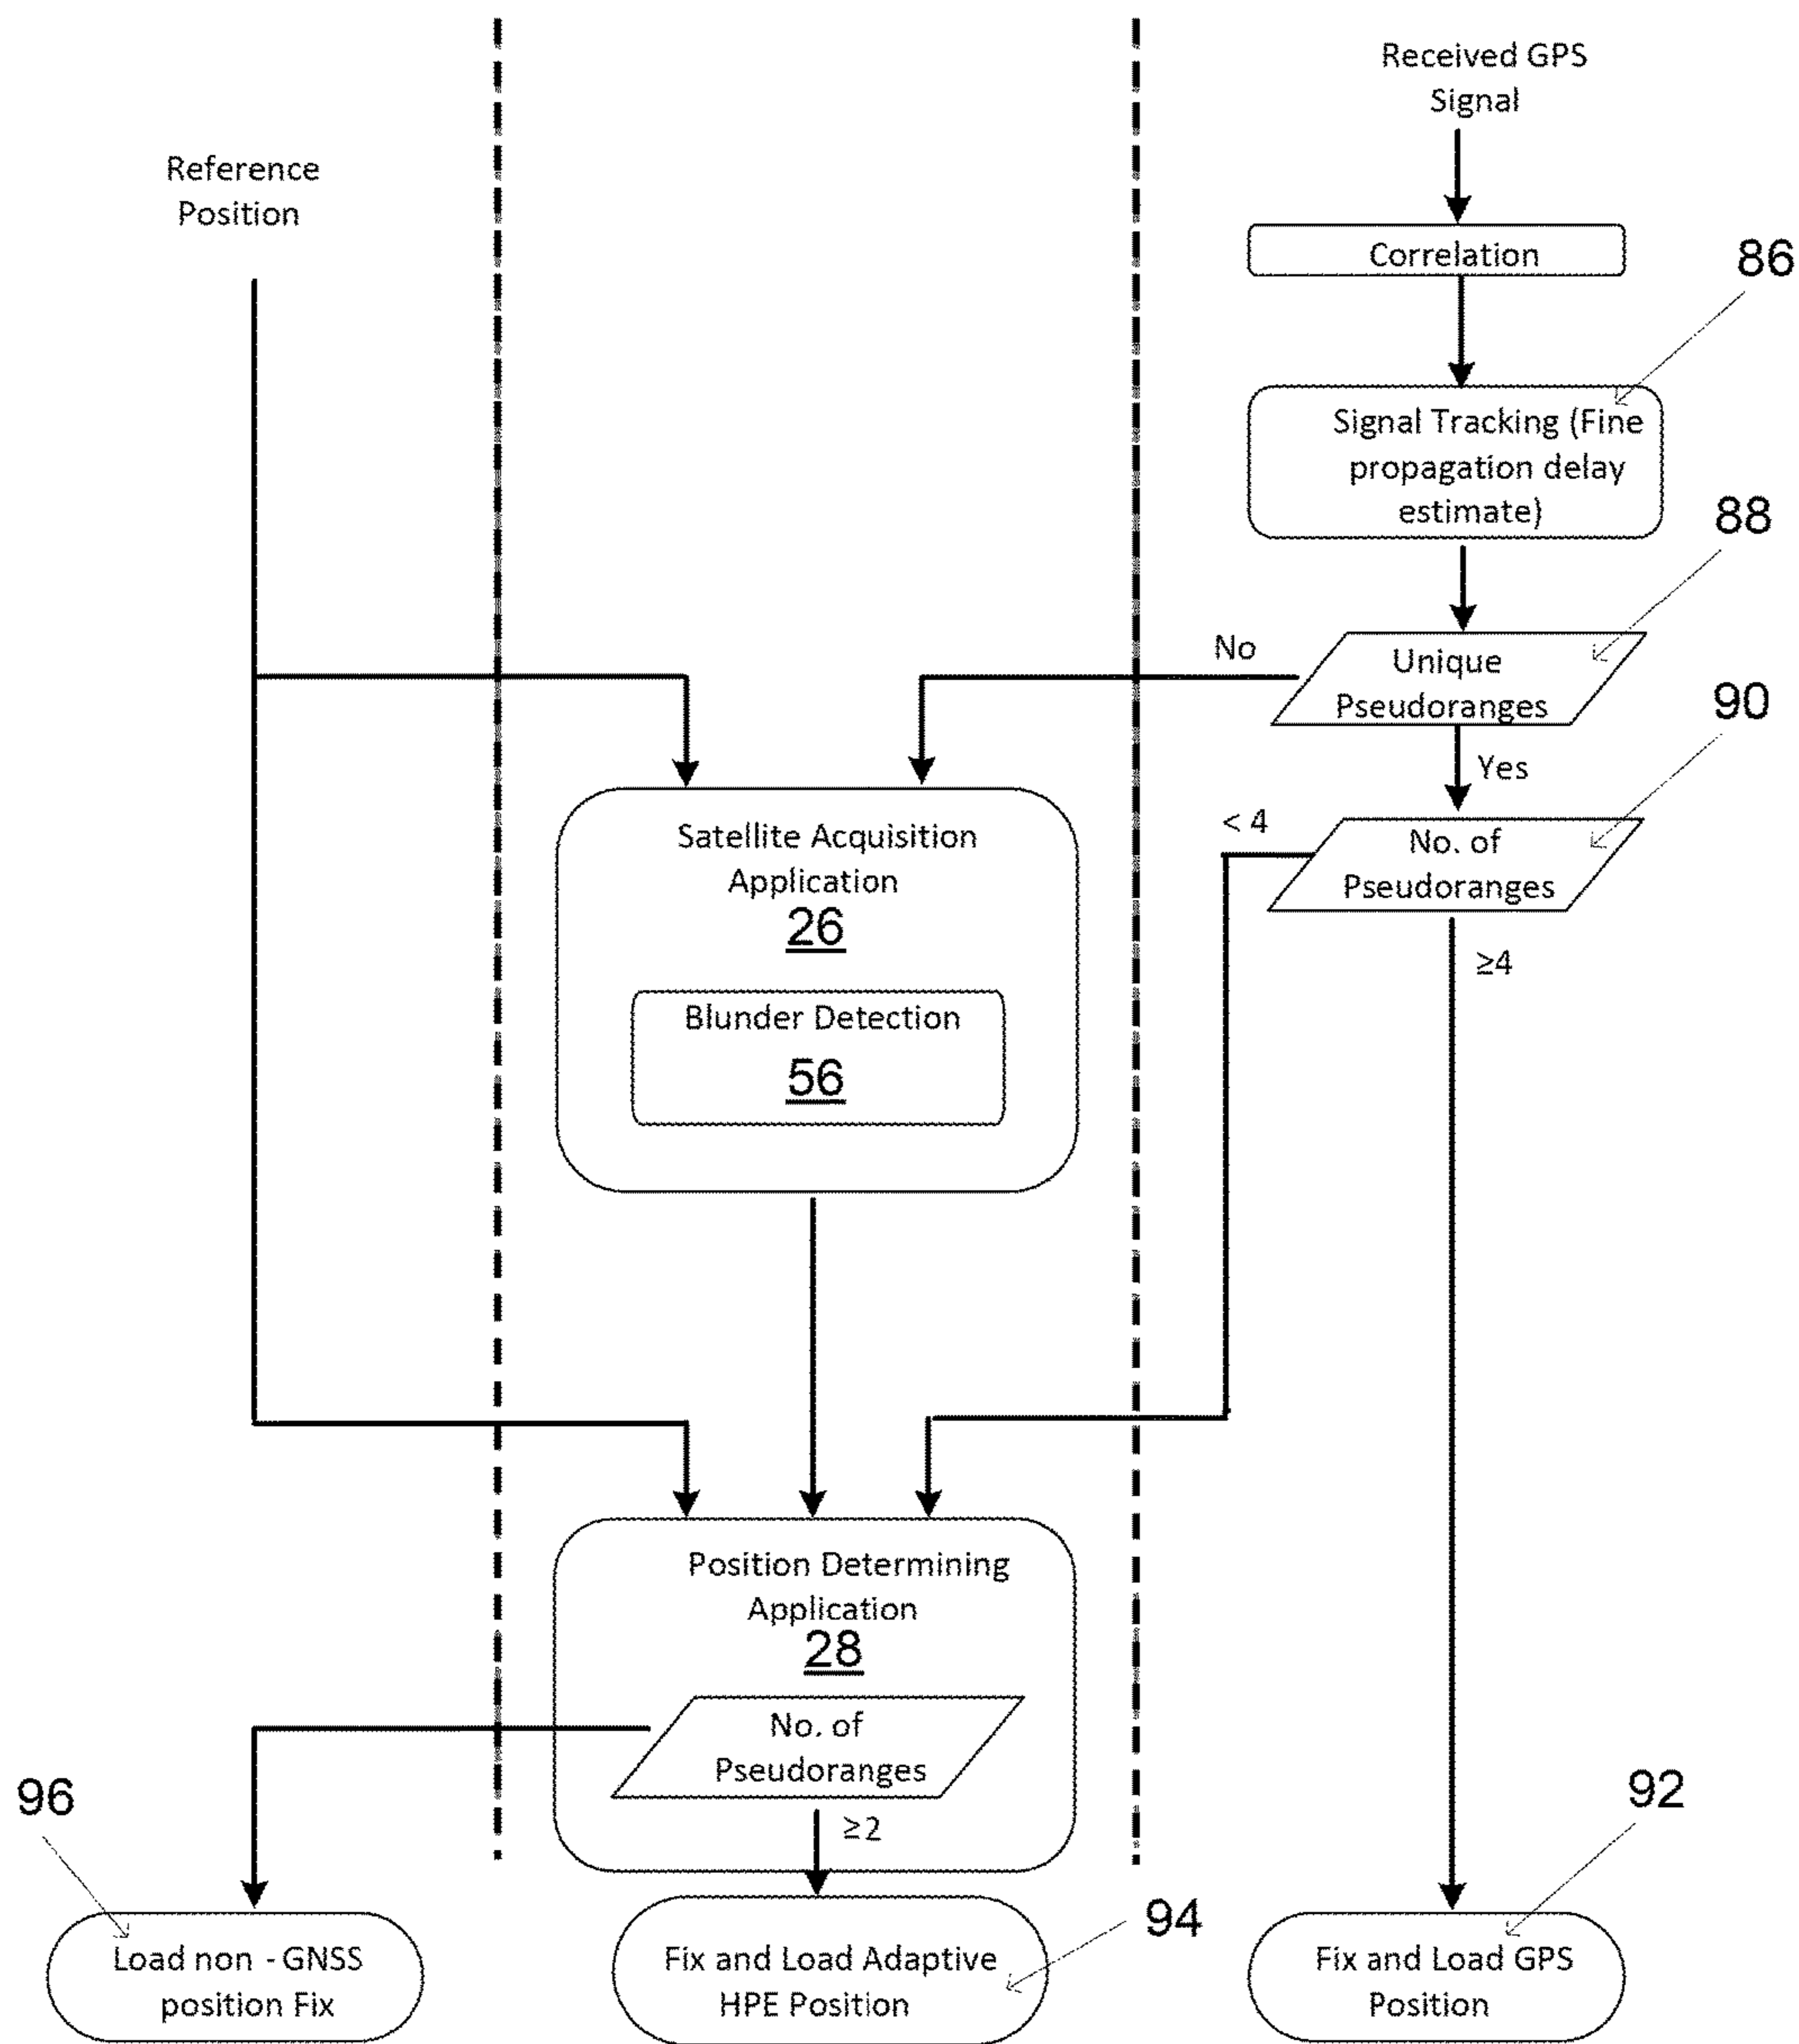 Received GPS
Signal
Reference
Position
Correlation
86
Signal Tracking (Fine
propagation delay
estimate)
88
No
Unique
Pseudoranges
90
Yes
< 4
No. of
Pseudoranges
≥4
Satellite Acquisition
Application
26
Blunder Detection
56
Position Determining
Application
28
No. of
Pseudoranges
≥2
96
92
94
Load non - GNSS
position Fix
Fix and Load Adaptive
HPE Position
Fix and Load GPS
Position